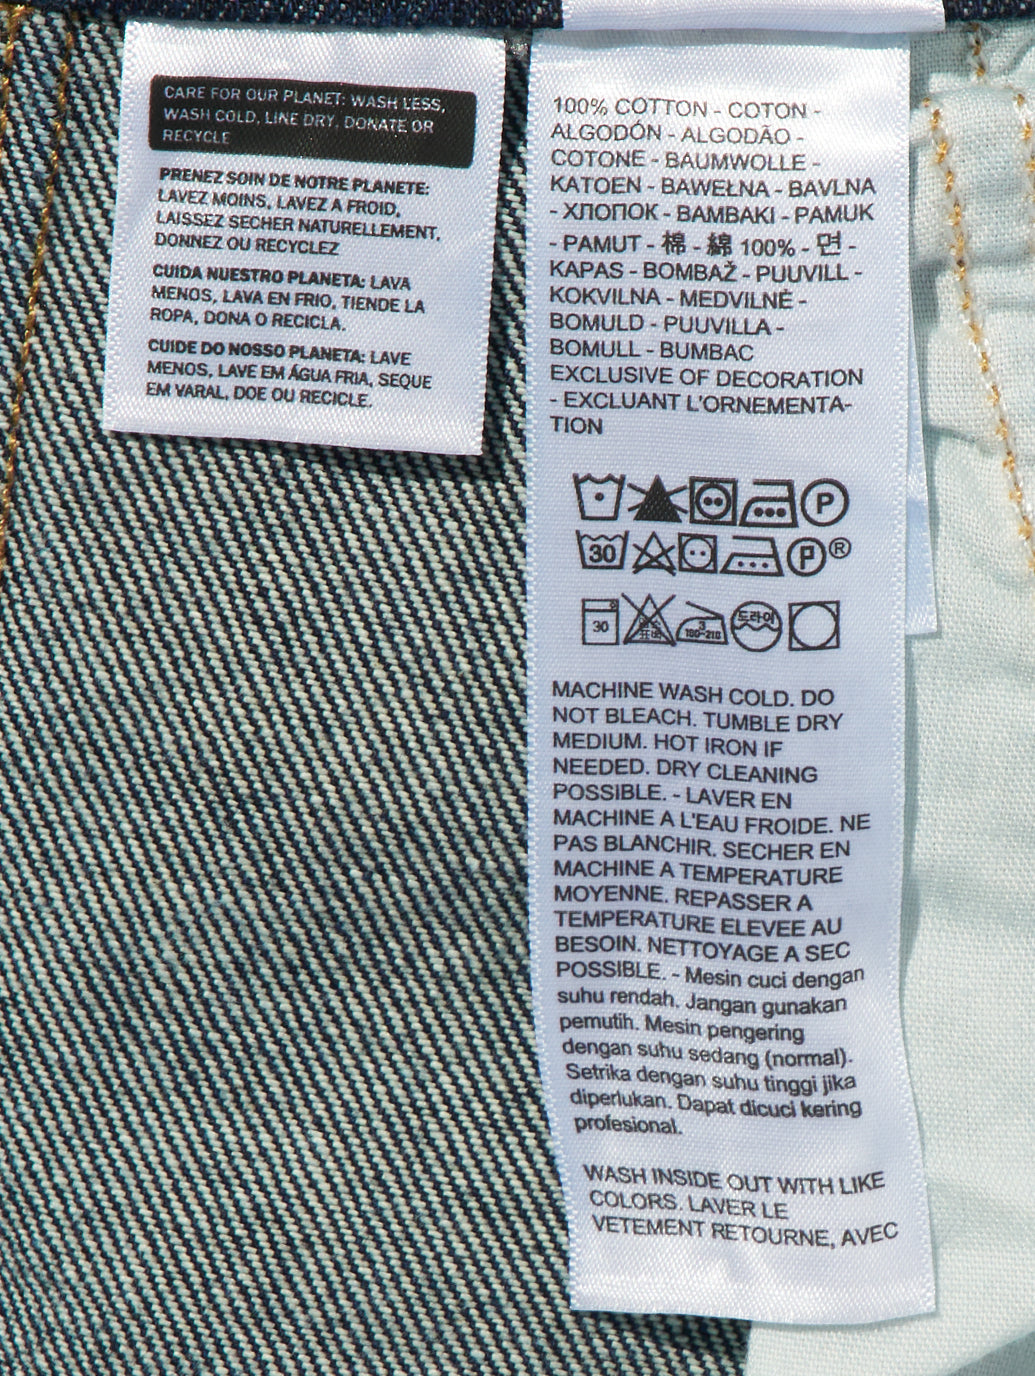 CARE FOR OUR PLANET: WASH LESS,
WASH COLD, LINE DRY, DONATE OR
RECYCLE
PRENEZ SOIN DE NOTRE PLANETE:
LAVEZ MOINS, LAVEZ A FROID,
LAISSEZ SECHER NATURELLEMENT,
DONNEZ OU RECYCLEZ
CUIDA NUESTRO PLANETA: LAVA
MENOS, LAVA EN FRIO, TIENDE LA
ROPA, DONA O RECICLA.
CUIDE DO NOSSO PLANETA: LAVE
MENOS, LAVE EM ÁGUA FRIA, SEQUE
EM VARAL, DOE OU RECICLE.
100% COTTON - COTON -
ALGODÓN - ALGODÃO -
COTONE - BAUMWOLLE -
KATOEN - BAWEŁNA - BAVLNA
- ХЛОПОК - BAMBAKI - PAMUK
- PAMUT - 棉 - 綿 100% - 면 -
KAPAS - BOMBAŽ - PUUVILL -
KOKVILNA - MEDVILNĖ -
BOMULD - PUUVILLA -
BOMULL - BUMBAC
EXCLUSIVE OF DECORATION
- EXCLUANT L'ORNEMENTA-
TION
P
30 P ®
30 3 180~210 드라이
MACHINE WASH COLD. DO
NOT BLEACH. TUMBLE DRY
MEDIUM. HOT IRON IF
NEEDED. DRY CLEANING
POSSIBLE. - LAVER EN
MACHINE A L'EAU FROIDE. NE
PAS BLANCHIR. SECHER EN
MACHINE A TEMPERATURE
MOYENNE. REPASSER A
TEMPERATURE ELEVEE AU
BESOIN. NETTOYAGE A SEC
POSSIBLE. - Mesin cuci dengan
suhu rendah. Jangan gunakan
pemutih. Mesin pengering
dengan suhu sedang (normal).
Setrika dengan suhu tinggi jika
diperlukan. Dapat dicuci kering
profesional.
WASH INSIDE OUT WITH LIKE
COLORS. LAVER LE
VETEMENT RETOURNE, AVEC